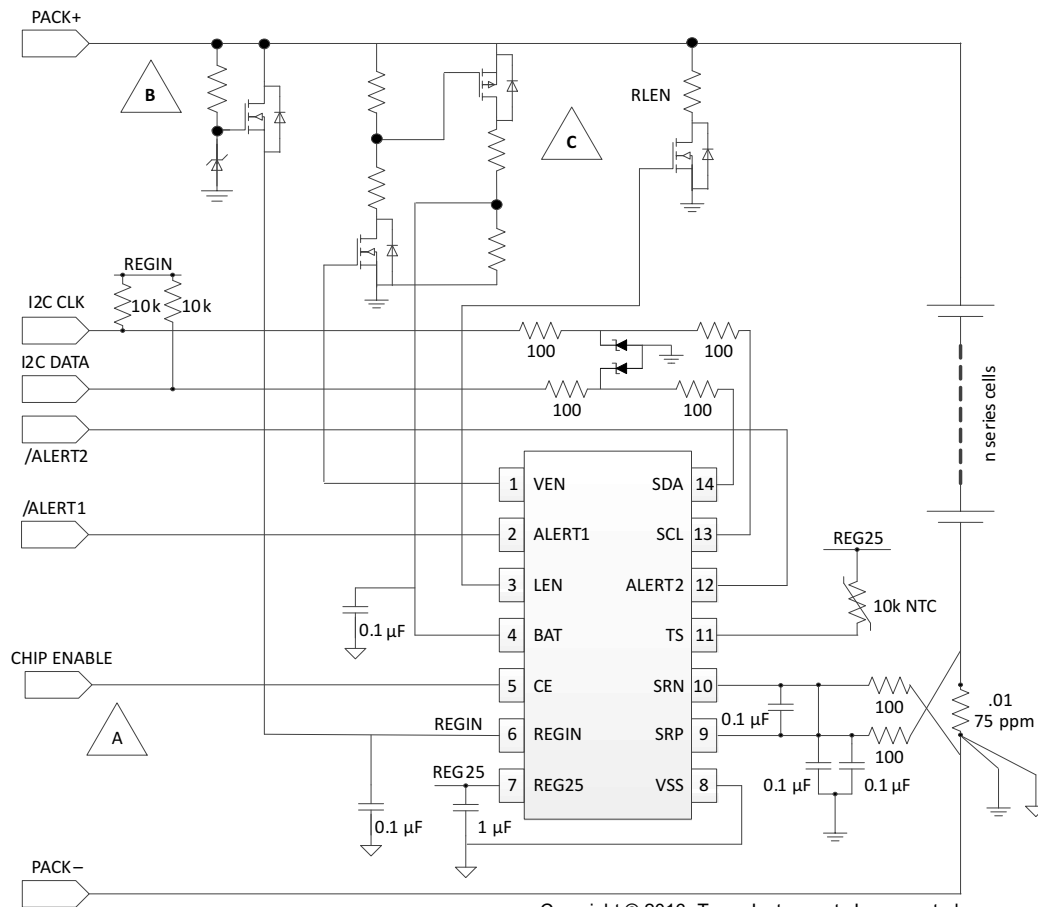 PACK+
B
C
RLEN
REGIN
10k
10k
I2C CLK
100
100
I2C DATA
100
100
/ALERT2
n series cells
1 VEN
SDA 14
/ALERT1
2 ALERT1
SCL 13
REG25
3 LEN
ALERT2 12
10k NTC
0.1 µF
4 BAT
TS 11
CHIP ENABLE
5 CE
SRN 10
100
.01
75 ppm
0.1 µF
A
REGIN
6 REGIN
SRP 9
100
REG25
7 REG25
VSS 8
0.1 µF
0.1 µF
0.1 µF
1 µF
PACK–